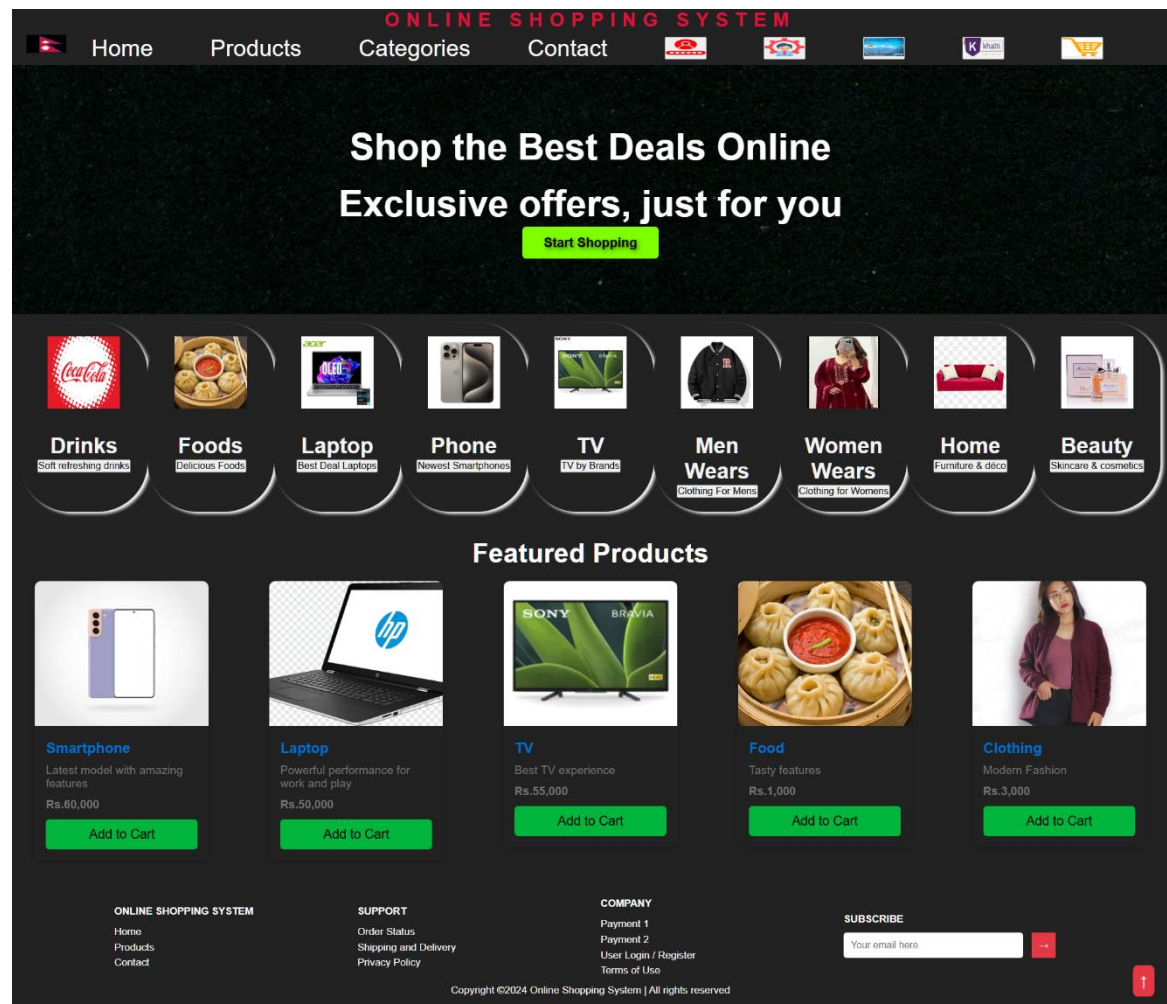 ONLINE SHOPPING SYSTEM
Home Products Categories Contact khalti
Shop the Best Deals Online
Exclusive offers, just for you
Start Shopping
Coca-Cola
acer
OLED
SONY BRAVIA
Drinks Foods Laptop Phone TV Men Wears Women Wears Home Beauty
Soft refreshing drinks Delicious Foods Best Deal Laptops Newest Smartphones TV by Brands Clothing For Mens Clothing for Womens Furniture & déco Skincare & cosmetics
Featured Products
hp
SONY BRAVIA
Smartphone
Latest model with amazing
features
Rs.60,000
Add to Cart
Laptop
Powerful performance for
work and play
Rs.50,000
Add to Cart
TV
Best TV experience
Rs.55,000
Add to Cart
Food
Tasty features
Rs.1,000
Add to Cart
Clothing
Modern Fashion
Rs.3,000
Add to Cart
ONLINE SHOPPING SYSTEM
Home
Products
Contact
SUPPORT
Order Status
Shipping and Delivery
Privacy Policy
COMPANY
Payment 1
Payment 2
User Login / Register
Terms of Use
SUBSCRIBE
Your email here →
↑
Copyright ©2024 Online Shopping System | All rights reserved